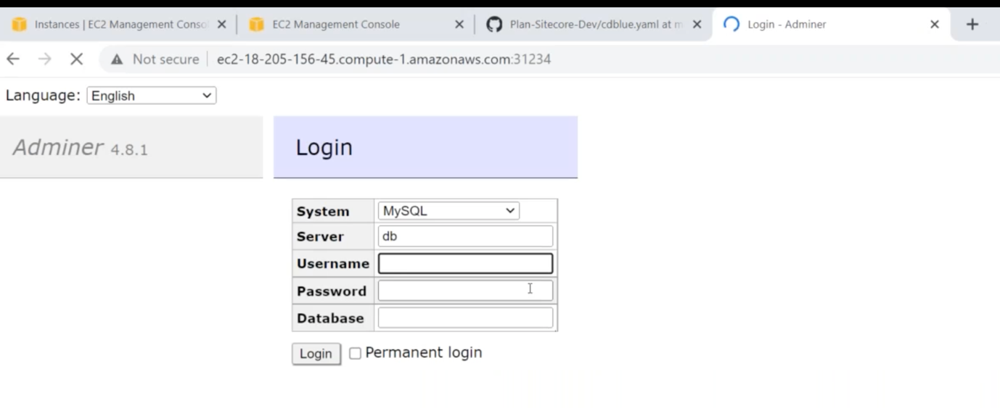 Instances | EC2 Management Conso
EC2 Management Console
Plan-Sitecore-Dev/cdblue.yaml at m
Login - Adminer
Not secure
ec2-18-205-156-45.compute-1.amazonaws.com:31234
Language: English
Adminer 4.8.1
Login
System MySQL
Server db
Username
Password
Database
Login Permanent login